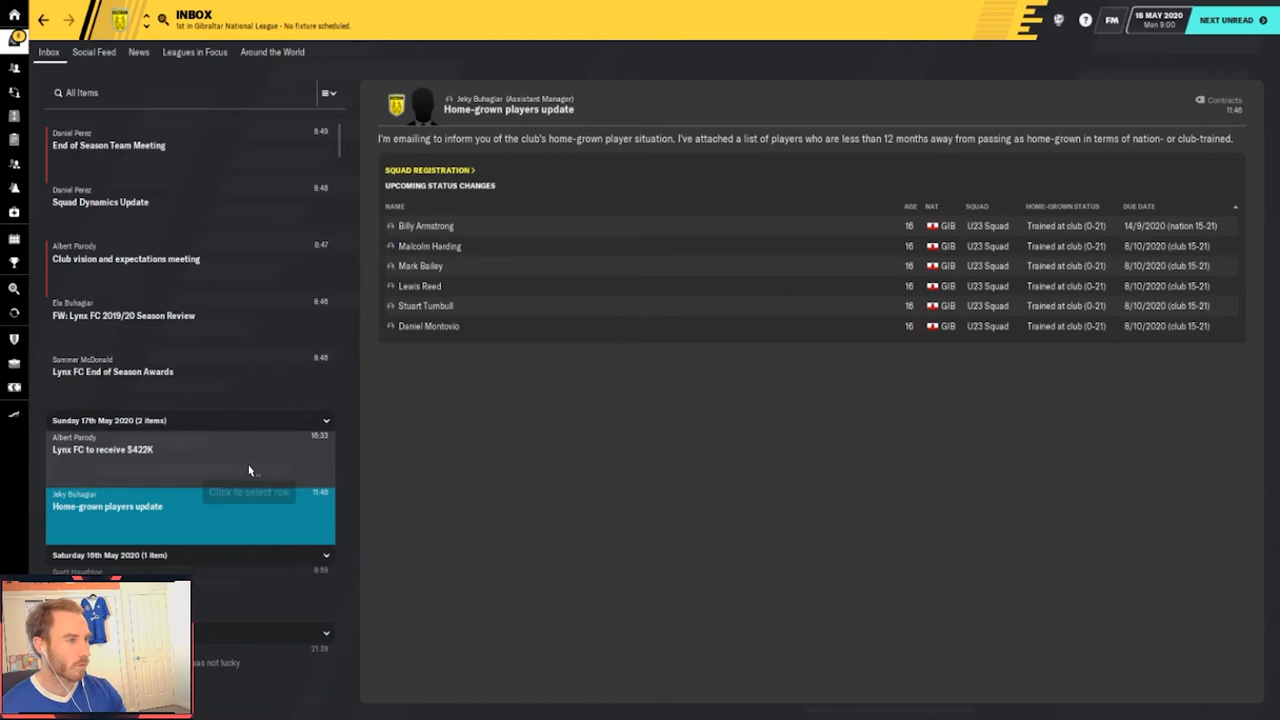 INBOX
1st in Gibraltar National League - No fixture scheduled.
FM
18 MAY 2020
Mon 9:00
NEXT UNREAD
Inbox
Social Feed
News
Leagues in Focus
Around the World
All Items
Daniel Perez 8:49
End of Season Team Meeting
Daniel Perez 8:48
Squad Dynamics Update
Albert Parody 8:47
Club vision and expectations meeting
Ela Buhagiar 8:46
FW: Lynx FC 2019/20 Season Review
Summer McDonald 8:46
Lynx FC End of Season Awards
Sunday 17th May 2020 (2 items)
Albert Parody 16:33
Lynx FC to receive $422K
Click to select row
Jeky Buhagiar 11:46
Home-grown players update
Saturday 16th May 2020 (1 item)
Scott Houghton 8:59
21:39
was not lucky
Jeky Buhagiar (Assistant Manager)
Home-grown players update
Contracts
11:46
I'm emailing to inform you of the club's home-grown player situation. I've attached a list of players who are less than 12 months away from passing as home-grown in terms of nation- or club-trained.
SQUAD REGISTRATION >
UPCOMING STATUS CHANGES
NAME AGE NAT SQUAD HOME-GROWN STATUS DUE DATE
Billy Armstrong 16 GIB U23 Squad Trained at club (0-21) 14/9/2020 (nation 15-21)
Malcolm Harding 16 GIB U23 Squad Trained at club (0-21) 8/10/2020 (club 15-21)
Mark Bailey 16 GIB U23 Squad Trained at club (0-21) 8/10/2020 (club 15-21)
Lewis Reed 16 GIB U23 Squad Trained at club (0-21) 8/10/2020 (club 15-21)
Stuart Turnbull 16 GIB U23 Squad Trained at club (0-21) 8/10/2020 (club 15-21)
Daniel Montovio 16 GIB U23 Squad Trained at club (0-21) 8/10/2020 (club 15-21)